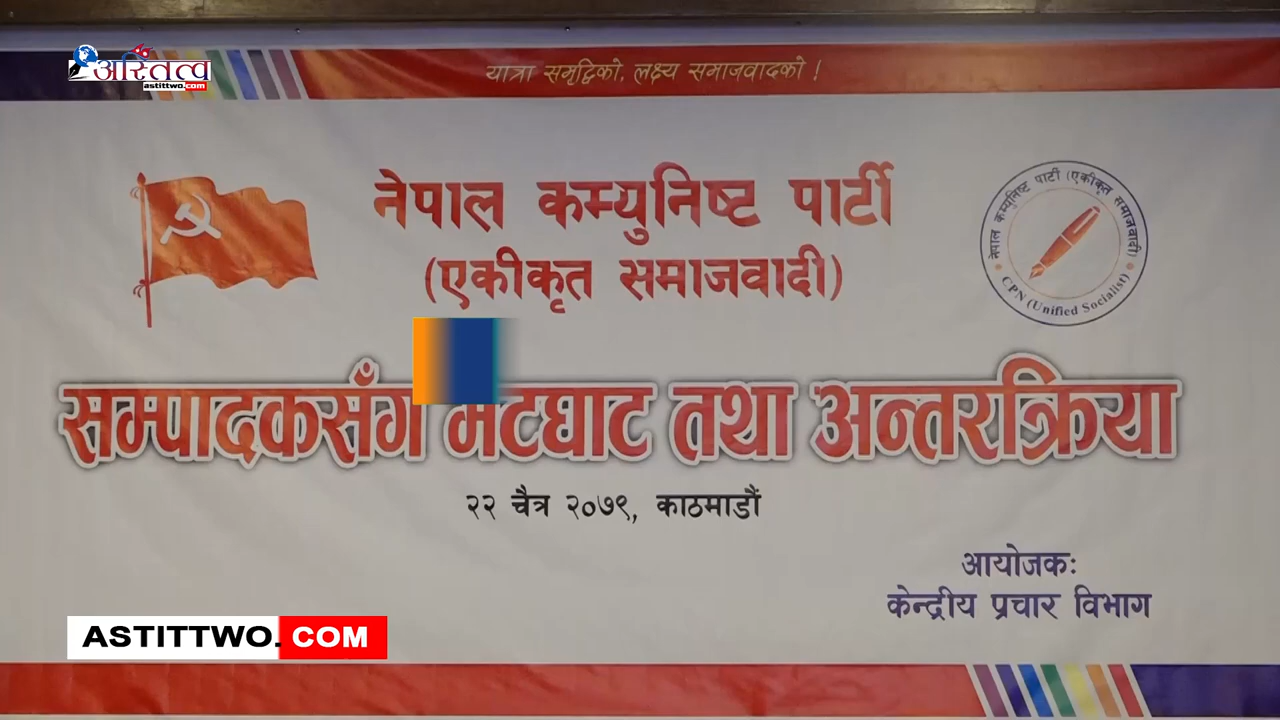 अस्तित्व
astittwo.com
यात्रा समृद्धिको, लक्ष्य समाजवादको !
नेपाल कम्युनिष्ट पार्टी
(एकीकृत समाजवादी)
नेपाल कम्युनिष्ट पार्टी (एकीकृत समाजवादी)
CPN (Unified Socialist)
सम्पादकसँग भेटघाट तथा अन्तरक्रिया
२२ चैत्र २०७९, काठमाडौं
आयोजकः
केन्द्रीय प्रचार विभाग
ASTITTWO.COM